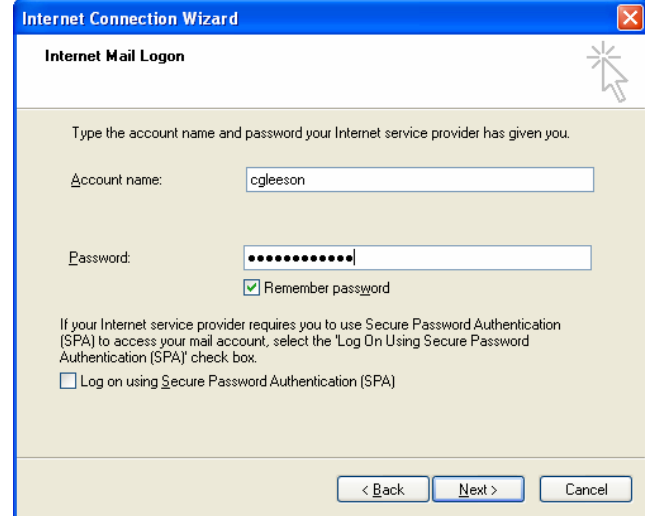 Internet Connection Wizard
Internet Mail Logon
Type the account name and password your Internet service provider has given you.
Account name:
cgleeson
Password:
●●●●●●●●●●●●
Remember password
If your Internet service provider requires you to use Secure Password Authentication
(SPA) to access your mail account, select the 'Log On Using Secure Password
Authentication (SPA)' check box.
Log on using Secure Password Authentication (SPA)
< Back
Next >
Cancel